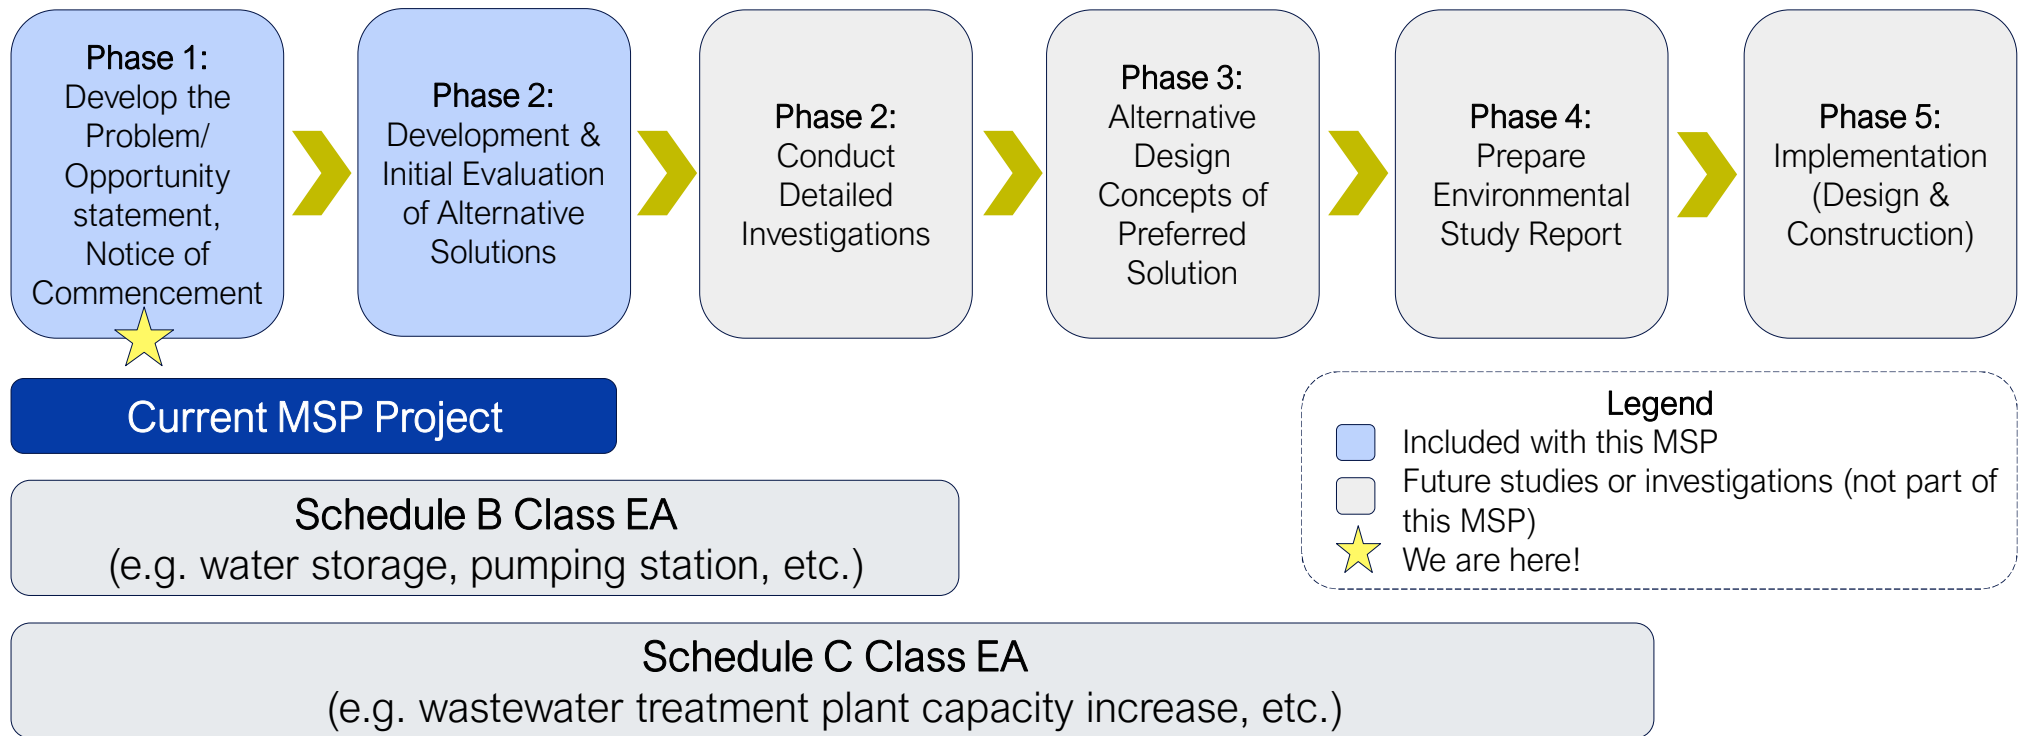 Phase 1:
Develop the
Problem/
Opportunity
statement,
Notice of
Commencement
Phase 2:
Development &
Initial Evaluation
of Alternative
Solutions
Phase 2:
Conduct
Detailed
Investigations
Phase 3:
Alternative
Design
Concepts of
Preferred
Solution
Phase 4:
Prepare
Environmental
Study Report
Phase 5:
Implementation
(Design &
Construction)
Current MSP Project
Legend
Included with this MSP
Future studies or investigations (not part of
this MSP)
We are here!
Schedule B Class EA
(e.g. water storage, pumping station, etc.)
Schedule C Class EA
(e.g. wastewater treatment plant capacity increase, etc.)